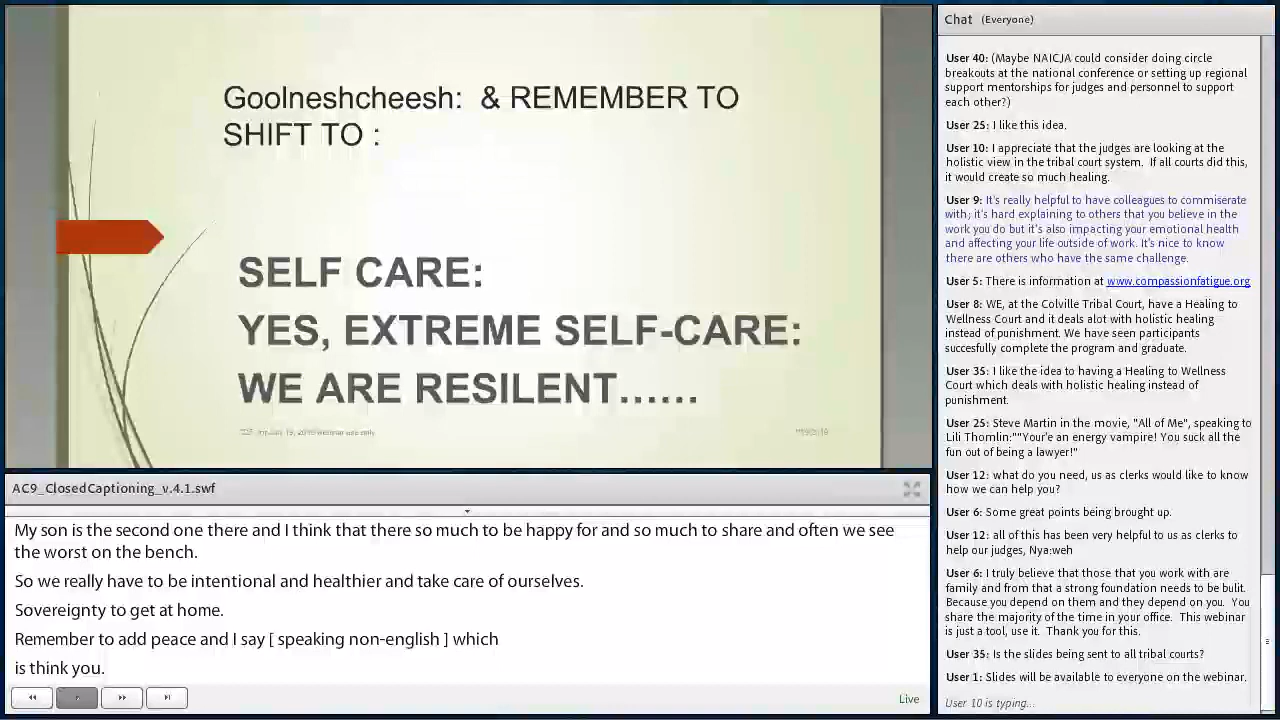 Goolneshcheesh:  & REMEMBER TO
SHIFT TO :
SELF CARE:
YES, EXTREME SELF-CARE:
WE ARE RESILENT......
AC9_ClosedCaptioning_v.4.1.swf
My son is the second one there and I think that there so much to be happy for and so much to share and often we see
the worst on the bench.
So we really have to be intentional and healthier and take care of ourselves.
Sovereignty to get at home.
Remember to add peace and I say [ speaking non-english ] which
is think you.
Live
Chat (Everyone)
User 40: (Maybe NAICJA could consider doing circle
breakouts at the national conference or setting up regional
support mentorships for judges and personnel to support
each other?)
User 25: I like this idea.
User 10: I appreciate that the judges are looking at the
holistic view in the tribal court system.  If all courts did this,
it would create so much healing.
User 9: It's really helpful to have colleagues to commiserate
with; it's hard explaining to others that you believe in the
work you do but it's also impacting your emotional health
and affecting your life outside of work. It's nice to know
there are others who have the same challenge.
User 5: There is information at www.compassionfatigue.org
User 8: WE, at the Colville Tribal Court, have a Healing to
Wellness Court and it deals alot with holistic healing
instead of punishment. We have seen participants
succesfully complete the program and graduate.
User 35: I like the idea to having a Healing to Wellness
Court which deals with holistic healing instead of
punishment.
User 25: Steve Martin in the movie, "All of Me", speaking to
Lili Thomlin:""Your'e an energy vampire! You suck all the
fun out of being a lawyer!"
User 12: what do you need, us as clerks would like to know
how we can help you?
User 6: Some great points being brought up.
User 12: all of this has been very helpful to us as clerks to
help our judges, Nya:weh
User 6: I truly believe that those that you work with are
family and from that a strong foundation needs to be bulit.
Because you depend on them and they depend on you.  You
share the majority of the time in your office.  This webinar
is just a tool, use it.  Thank you for this.
User 35: Is the slides being sent to all tribal courts?
User 1: Slides will be available to everyone on the webinar.
User 10 is typing...